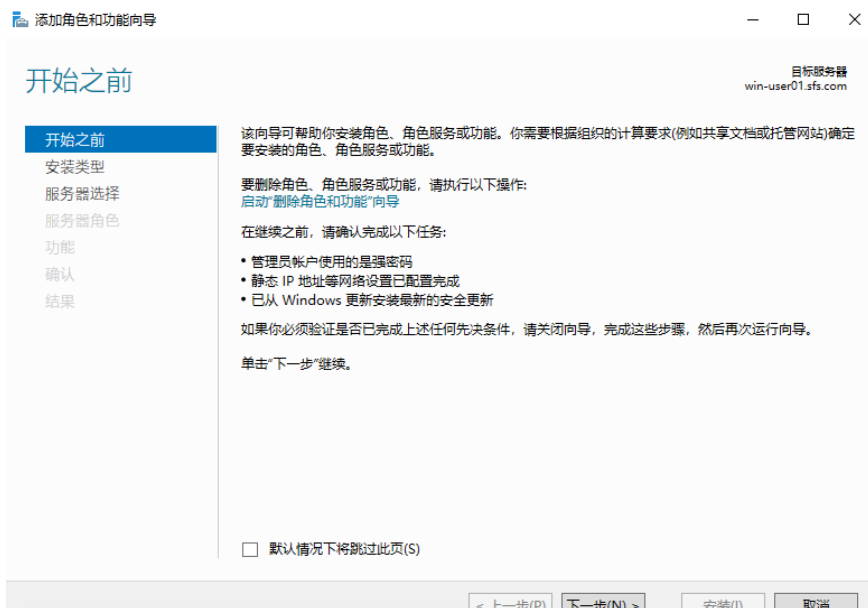 添加角色和功能向导
开始之前
目标服务器
win-user01.sfs.com
开始之前
安装类型
服务器选择
服务器角色
功能
确认
结果
该向导可帮助你安装角色、角色服务或功能。你需要根据组织的计算要求(例如共享文档或托管网站)确定
要安装的角色、角色服务或功能。
要删除角色、角色服务或功能，请执行以下操作:
启动“删除角色和功能”向导
在继续之前，请确认完成以下任务:
• 管理员帐户使用的是强密码
• 静态 IP 地址等网络设置已配置完成
• 已从 Windows 更新安装最新的安全更新
如果你必须验证是否已完成上述任何先决条件，请关闭向导，完成这些步骤，然后再次运行向导。
单击“下一步”继续。
默认情况下将跳过此页(S)
< 上一步(P) 下一步(N) > 安装(I) 取消